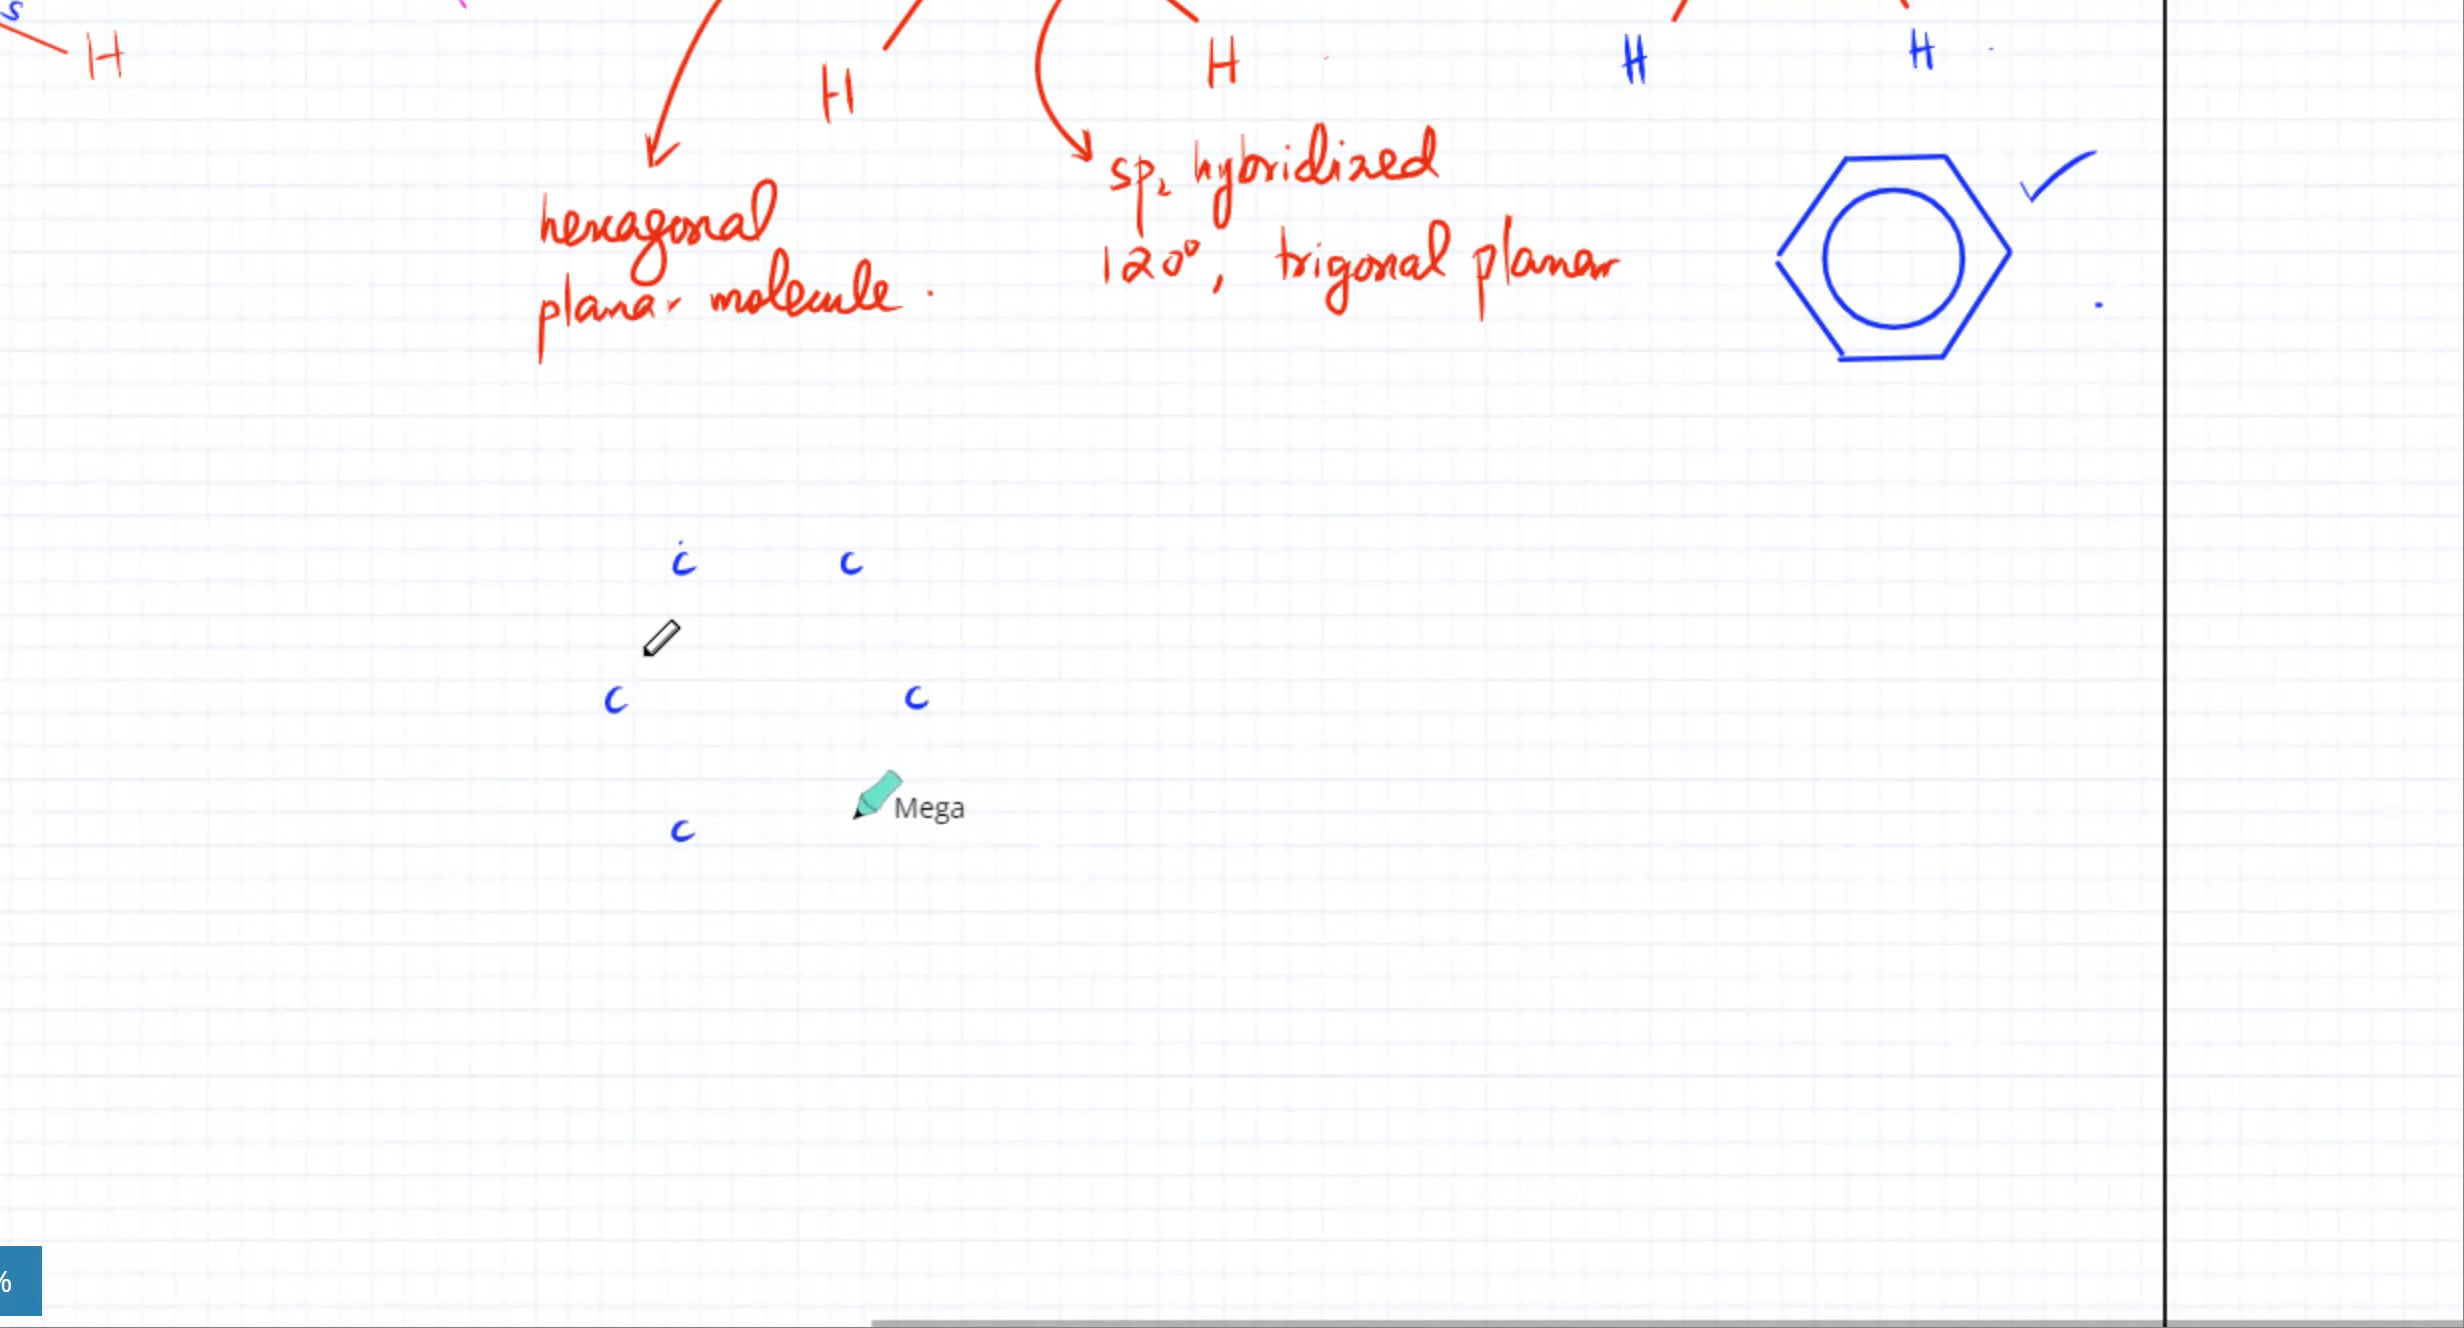 s
H
H
H
H
H
sp2 hybridized
hexagonal
120°, trigonal planar
planar molecule.
c c
c c
Mega
c
%